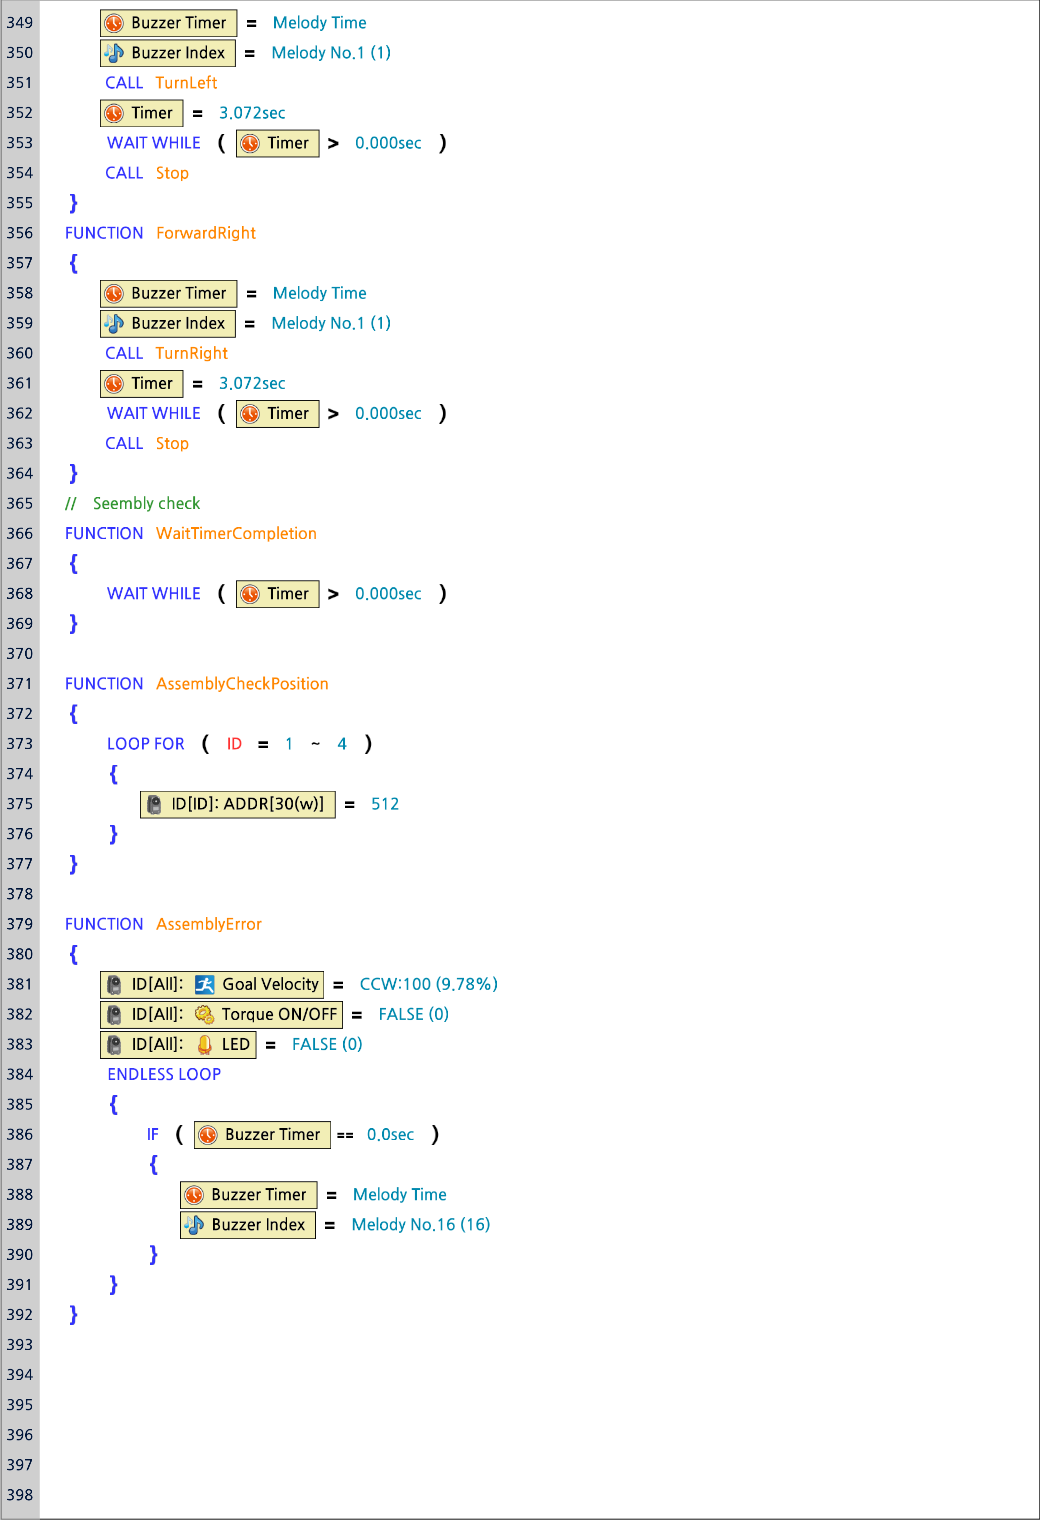 349 Buzzer Timer = Melody Time
350 Buzzer Index = Melody No.1 (1)
351 CALL TurnLeft
352 Timer = 3.072sec
353 WAIT WHILE ( Timer > 0.000sec )
354 CALL Stop
355 }
356 FUNCTION ForwardRight
357 {
358 Buzzer Timer = Melody Time
359 Buzzer Index = Melody No.1 (1)
360 CALL TurnRight
361 Timer = 3.072sec
362 WAIT WHILE ( Timer > 0.000sec )
363 CALL Stop
364 }
365 // Seembly check
366 FUNCTION WaitTimerCompletion
367 {
368 WAIT WHILE ( Timer > 0.000sec )
369 }
370
371 FUNCTION AssemblyCheckPosition
372 {
373 LOOP FOR ( ID = 1 ~ 4 )
374 {
375 ID[ID]: ADDR[30(w)] = 512
376 }
377 }
378
379 FUNCTION AssemblyError
380 {
381 ID[All]: Goal Velocity = CCW:100 (9.78%)
382 ID[All]: Torque ON/OFF = FALSE (0)
383 ID[All]: LED = FALSE (0)
384 ENDLESS LOOP
385 {
386 IF ( Buzzer Timer == 0.0sec )
387 {
388 Buzzer Timer = Melody Time
389 Buzzer Index = Melody No.16 (16)
390 }
391 }
392 }
393
394
395
396
397
398